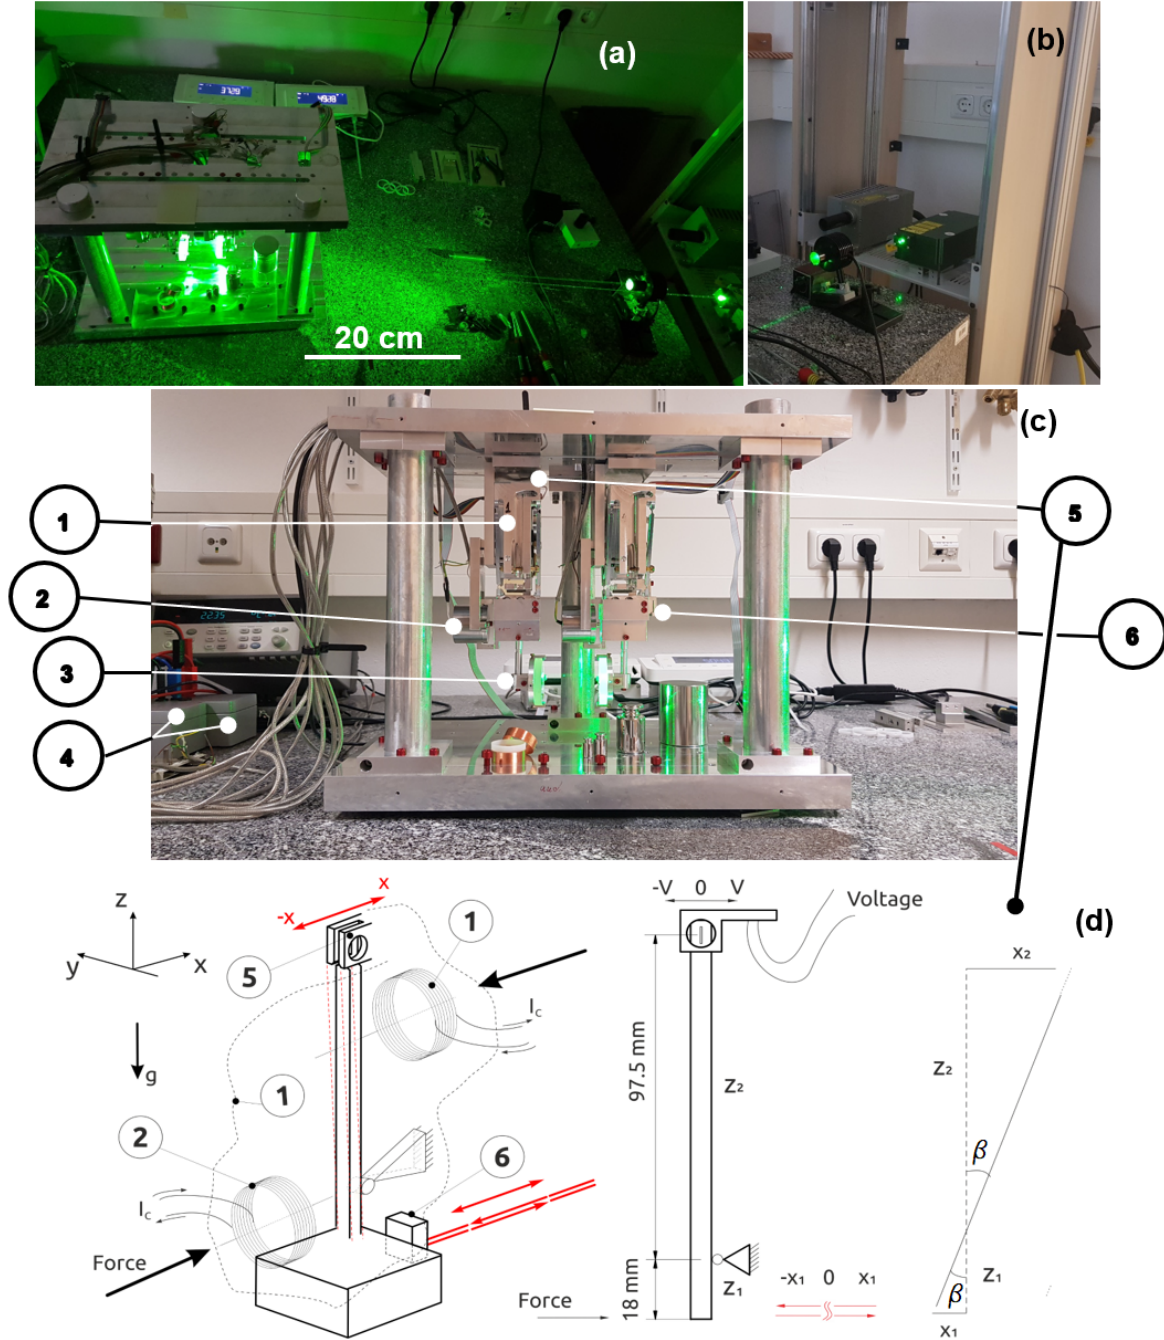 (a)
(b)
20 cm
(c)
1
2
3
4
5
6
(d)
z
y
x
g
-x
x
1
5
Ic
1
2
6
Ic
Force
-V 0 V
Voltage
97.5 mm
18 mm
Z2
Z1
Force
-x1 0 x1
x2
Z2
β
Z1
β
x1